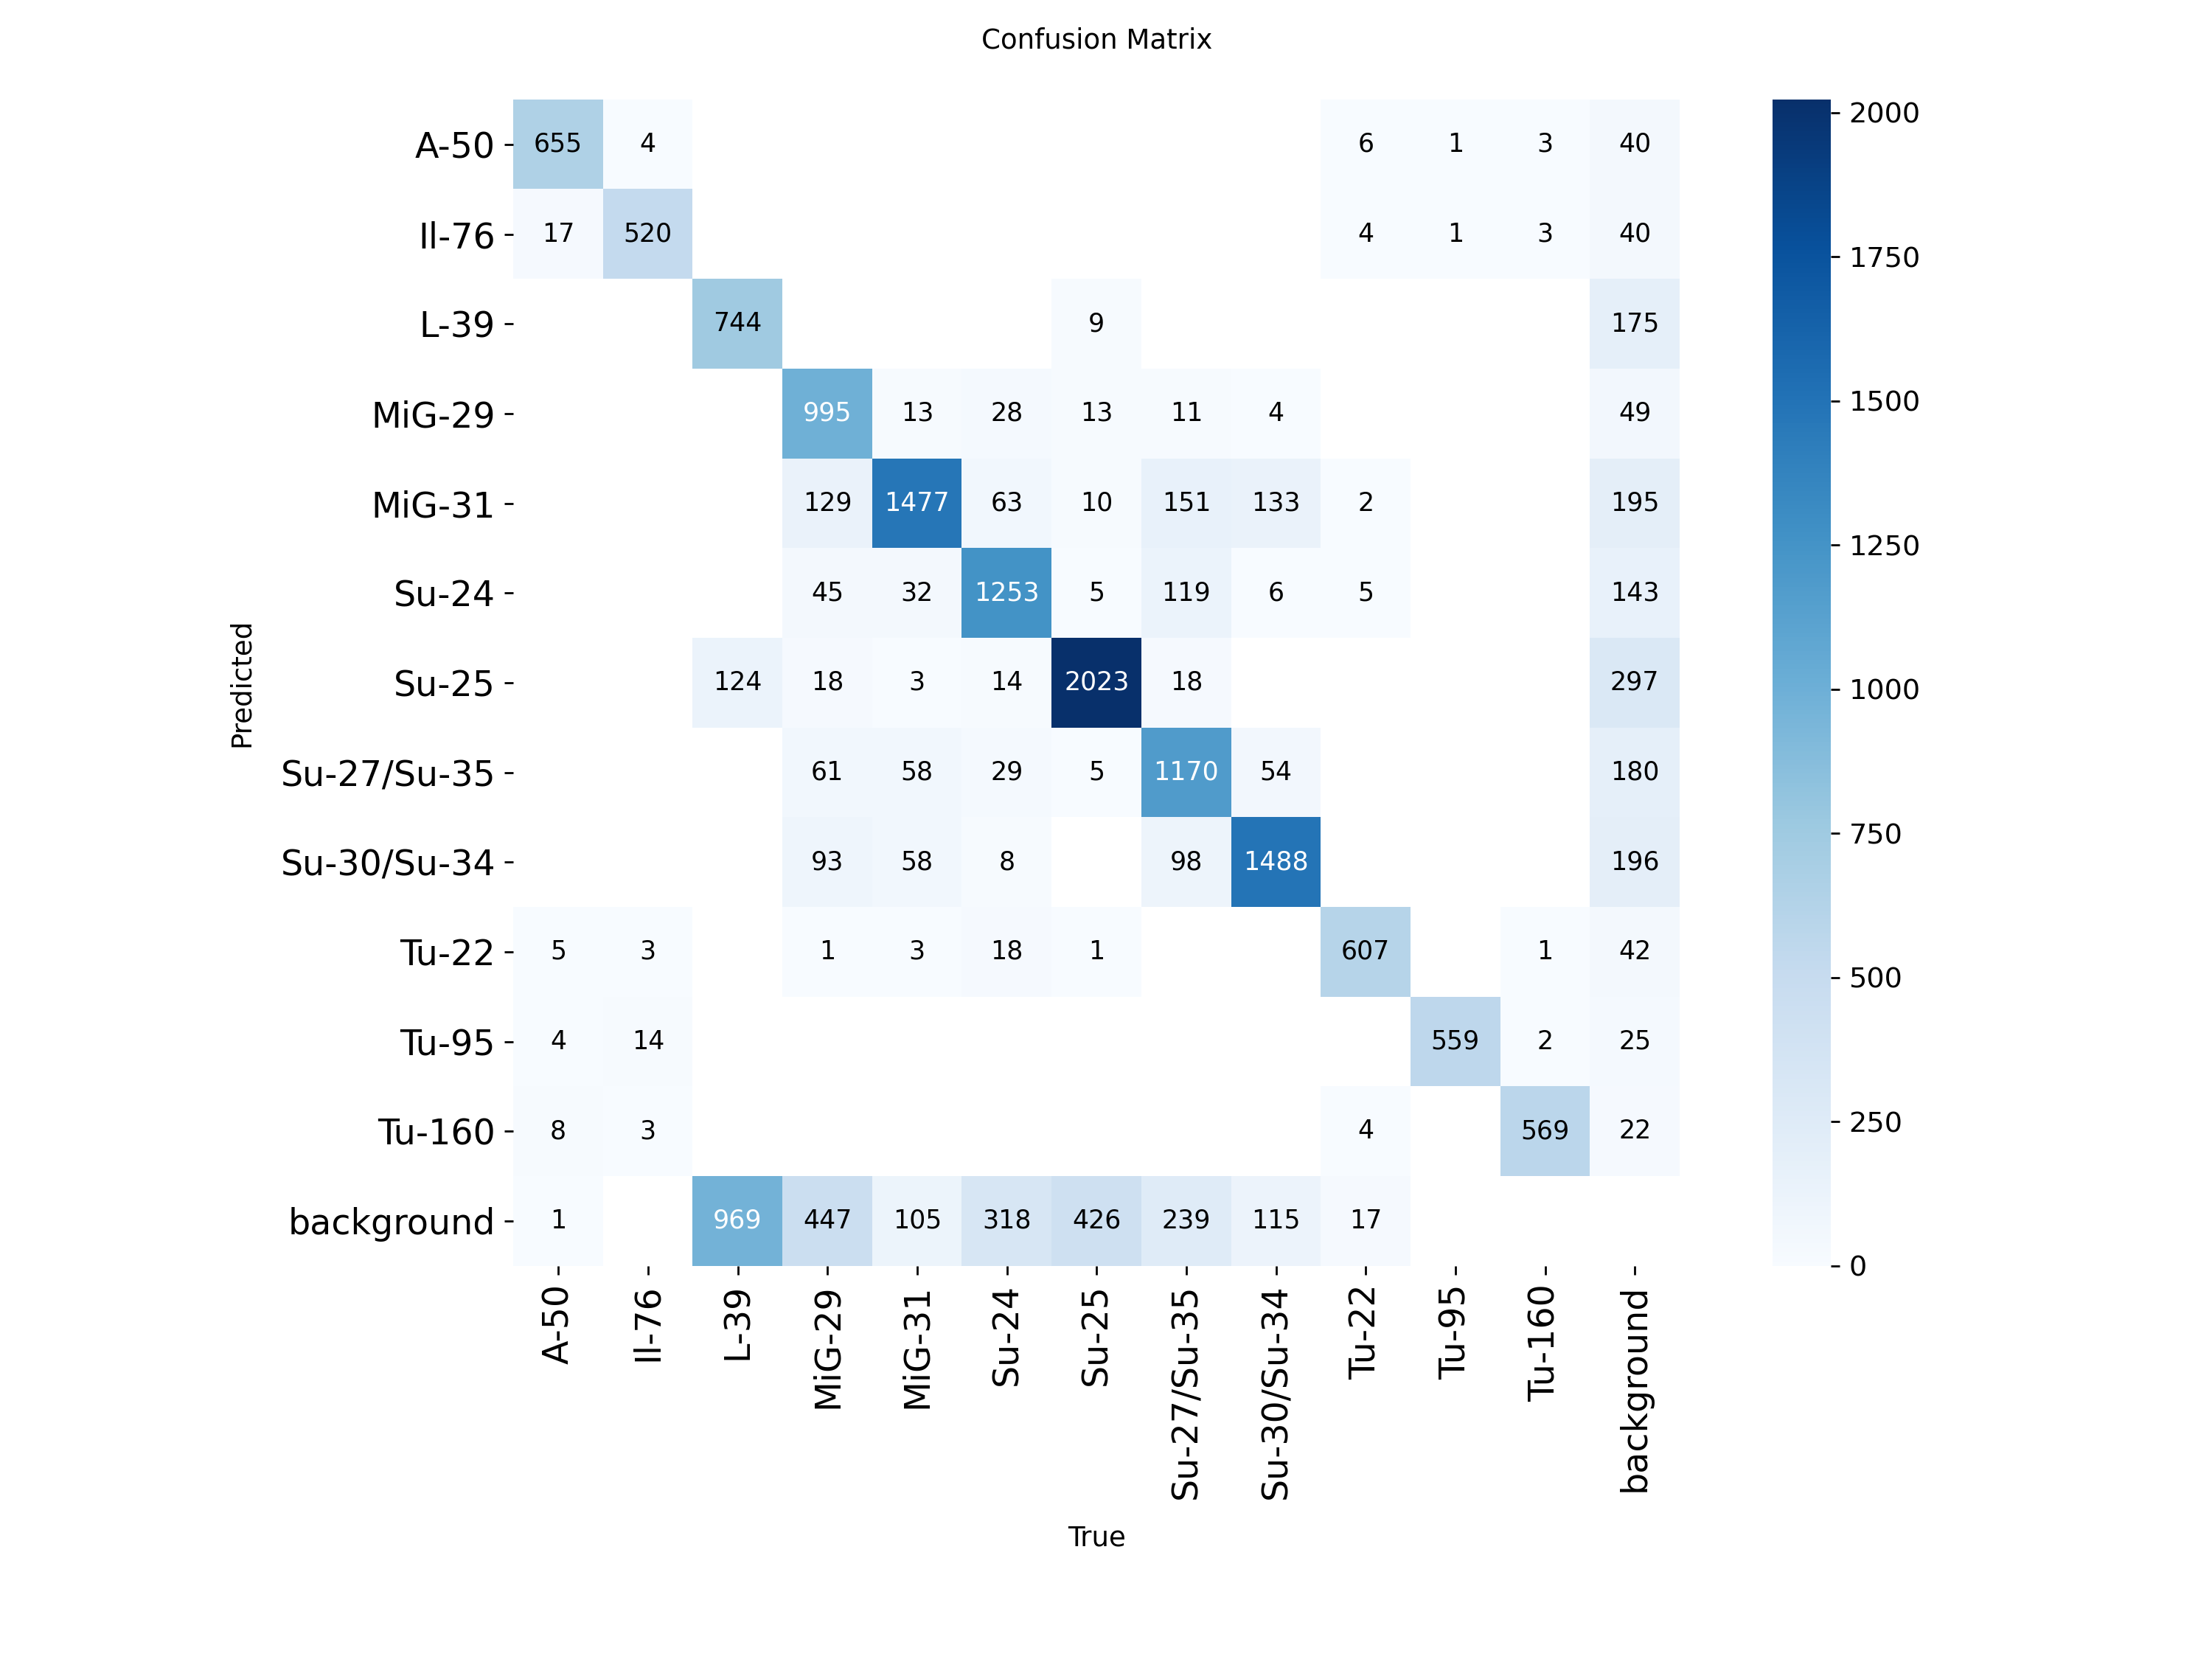 Confusion Matrix
A-50 655 4 6 1 3 40
Il-76 17 520 4 1 3 40
L-39 744 9 175
MiG-29 995 13 28 13 11 4 49
MiG-31 129 1477 63 10 151 133 2 195
Su-24 45 32 1253 5 119 6 5 143
Su-25 124 18 3 14 2023 18 297
Su-27/Su-35 61 58 29 5 1170 54 180
Su-30/Su-34 93 58 8 98 1488 196
Tu-22 5 3 1 3 18 1 607 1 42
Tu-95 4 14 559 2 25
Tu-160 8 3 4 569 22
background 1 969 447 105 318 426 239 115 17
A-50 Il-76 L-39 MiG-29 MiG-31 Su-24 Su-25 Su-27/Su-35 Su-30/Su-34 Tu-22 Tu-95 Tu-160 background
Predicted
True
2000
1750
1500
1250
1000
750
500
250
0